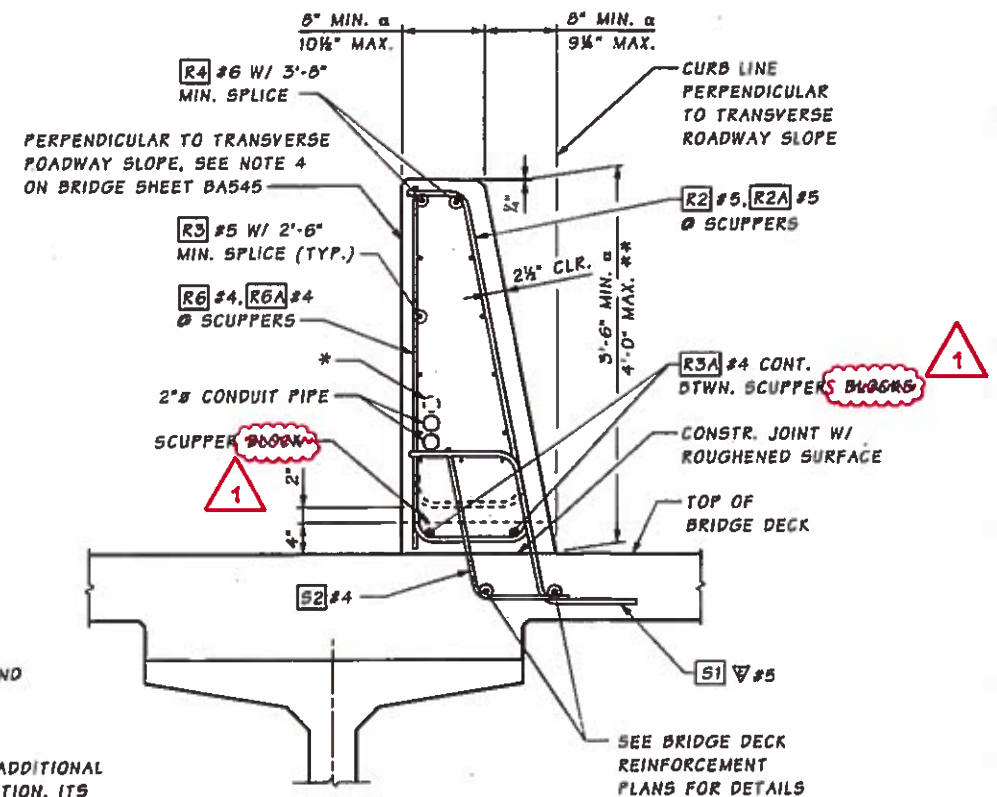 8" MIN. α
10½" MAX.
8" MIN. α
9¼" MAX.
R4 #6 W/ 3'-8"
MIN. SPLICE
CURB LINE
PERPENDICULAR
TO TRANSVERSE
ROADWAY SLOPE
PERPENDICULAR TO TRANSVERSE
ROADWAY SLOPE, SEE NOTE 4
ON BRIDGE SHEET BA545
R2 #5, R2A #5
@ SCUPPERS
R3 #5 W/ 2'-6"
MIN. SPLICE (TYP.)
2½" CLR.
3'-6" MIN. α
4'-0" MAX. **
R6 #4, R6A #4
@ SCUPPERS
*
R3A #4 CONT.
BTWN. SCUPPERS BLOCKS
1
2"ø CONDUIT PIPE
SCUPPER BLOCK
1
CONSTR. JOINT W/
ROUGHENED SURFACE
2"
4"
TOP OF
BRIDGE DECK
S2 #4
S1 #5
SEE BRIDGE DECK
REINFORCEMENT
PLANS FOR DETAILS
ND
ADDITIONAL
TION, ITS